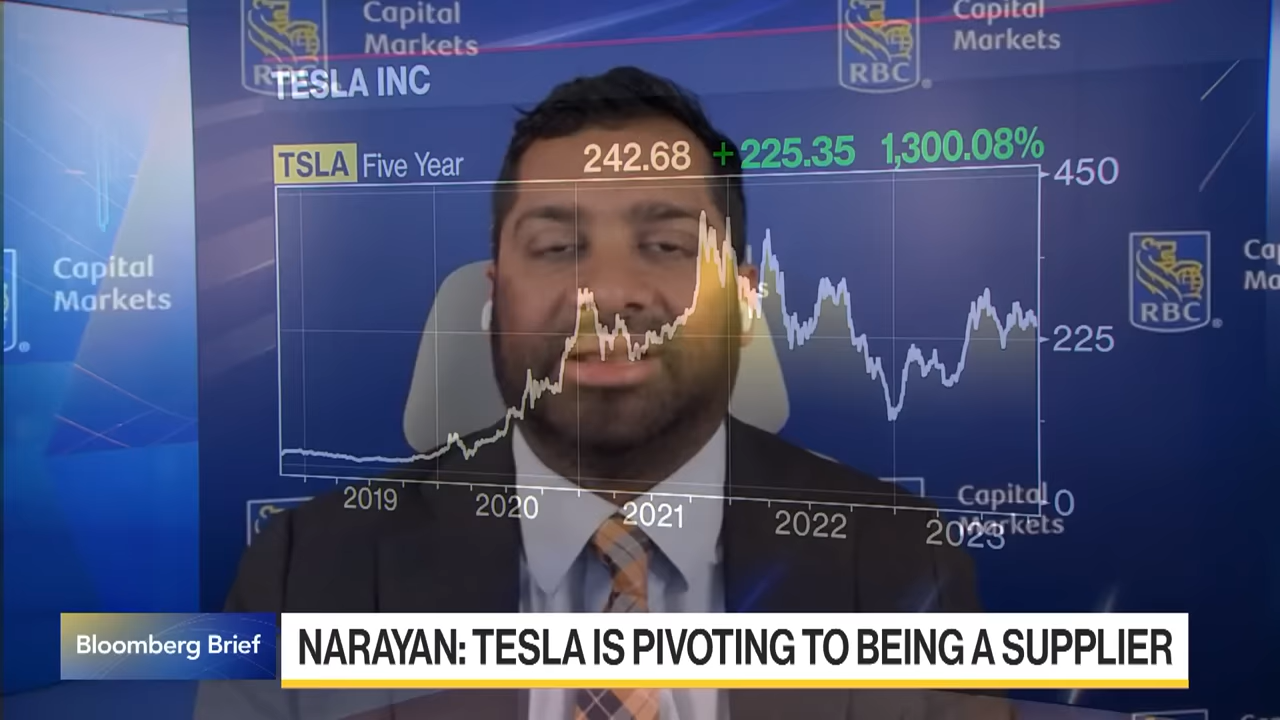 Capital
Markets
RBC
Capital
Markets
RBC
TESLA INC
TSLA Five Year 242.68 +225.35 1,300.08%
450
225
0
2019 2020 2021 2022 2023
Capital
Markets
RBC
Capital
Markets
Bloomberg Brief
NARAYAN: TESLA IS PIVOTING TO BEING A SUPPLIER